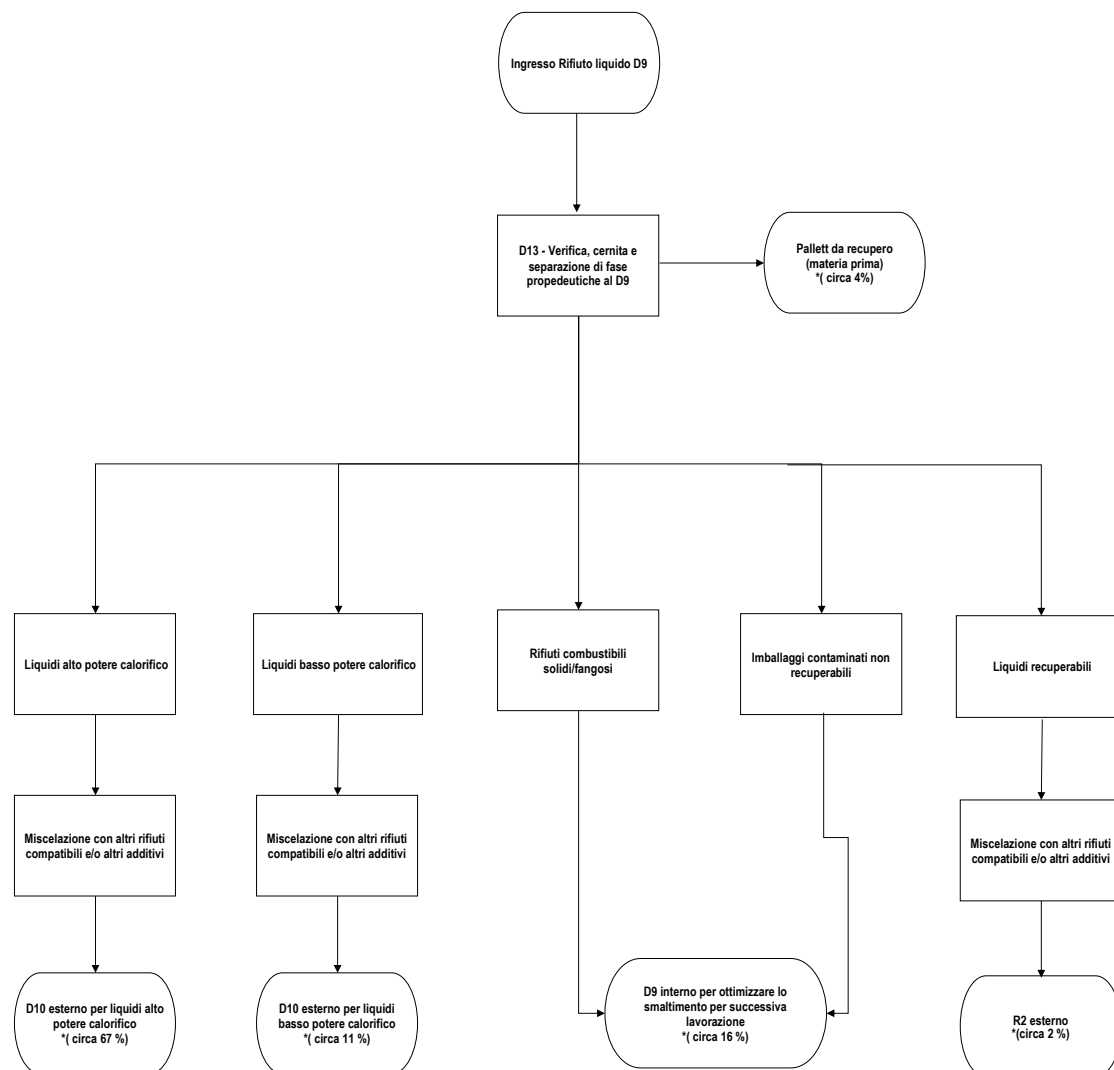 Ingresso Rifiuto liquido D9
D13 - Verifica, cernita e
separazione di fase
propedeutiche al D9
Pallett da recupero
(materia prima)
*( circa 4%)
Liquidi alto potere calorifico
Liquidi basso potere calorifico
Rifiuti combustibili
solidi/fangosi
Imballaggi contaminati non
recuperabili
Liquidi recuperabili
Miscelazione con altri rifiuti
compatibili e/o altri additivi
Miscelazione con altri rifiuti
compatibili e/o altri additivi
Miscelazione con altri rifiuti
compatibili e/o altri additivi
D10 esterno per liquidi alto
potere calorifico
*( circa 67 %)
D10 esterno per liquidi
basso potere calorifico
*( circa 11 %)
D9 interno per ottimizzare lo
smaltimento per successiva
lavorazione
*( circa 16 %)
R2 esterno
*(circa 2 %)